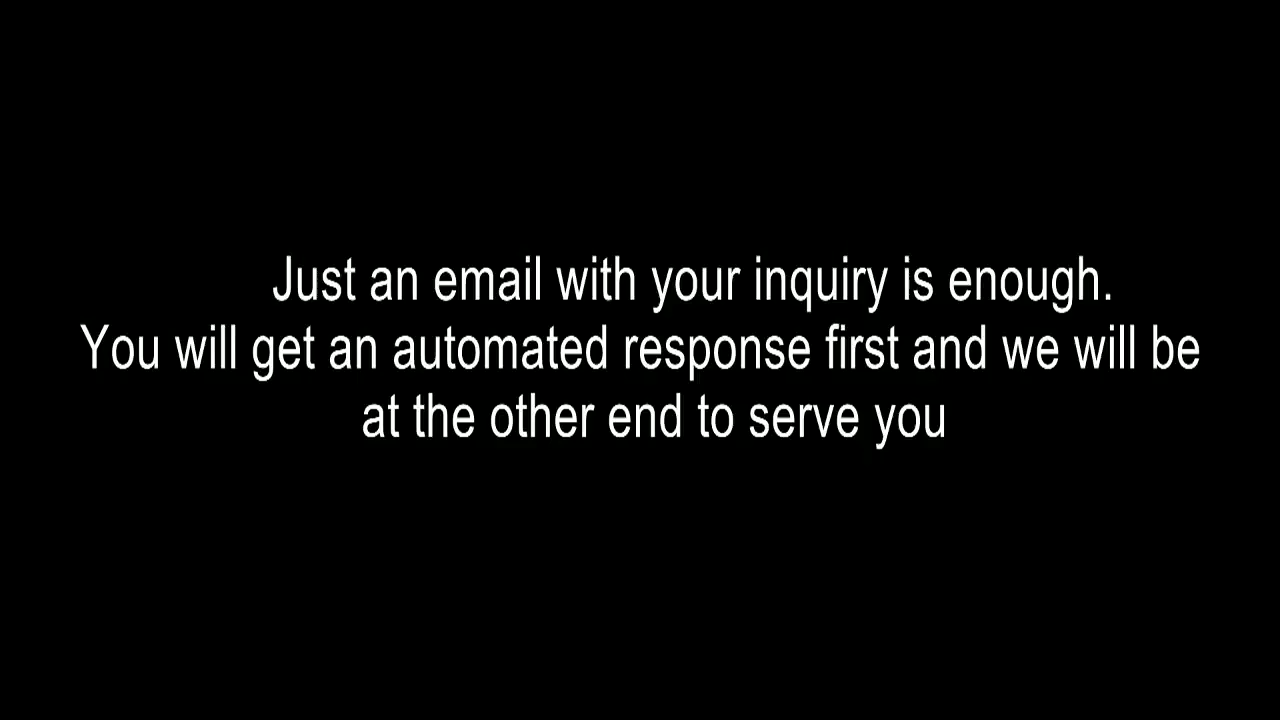 Just an email with your inquiry is enough.
You will get an automated response first and we will be
at the other end to serve you